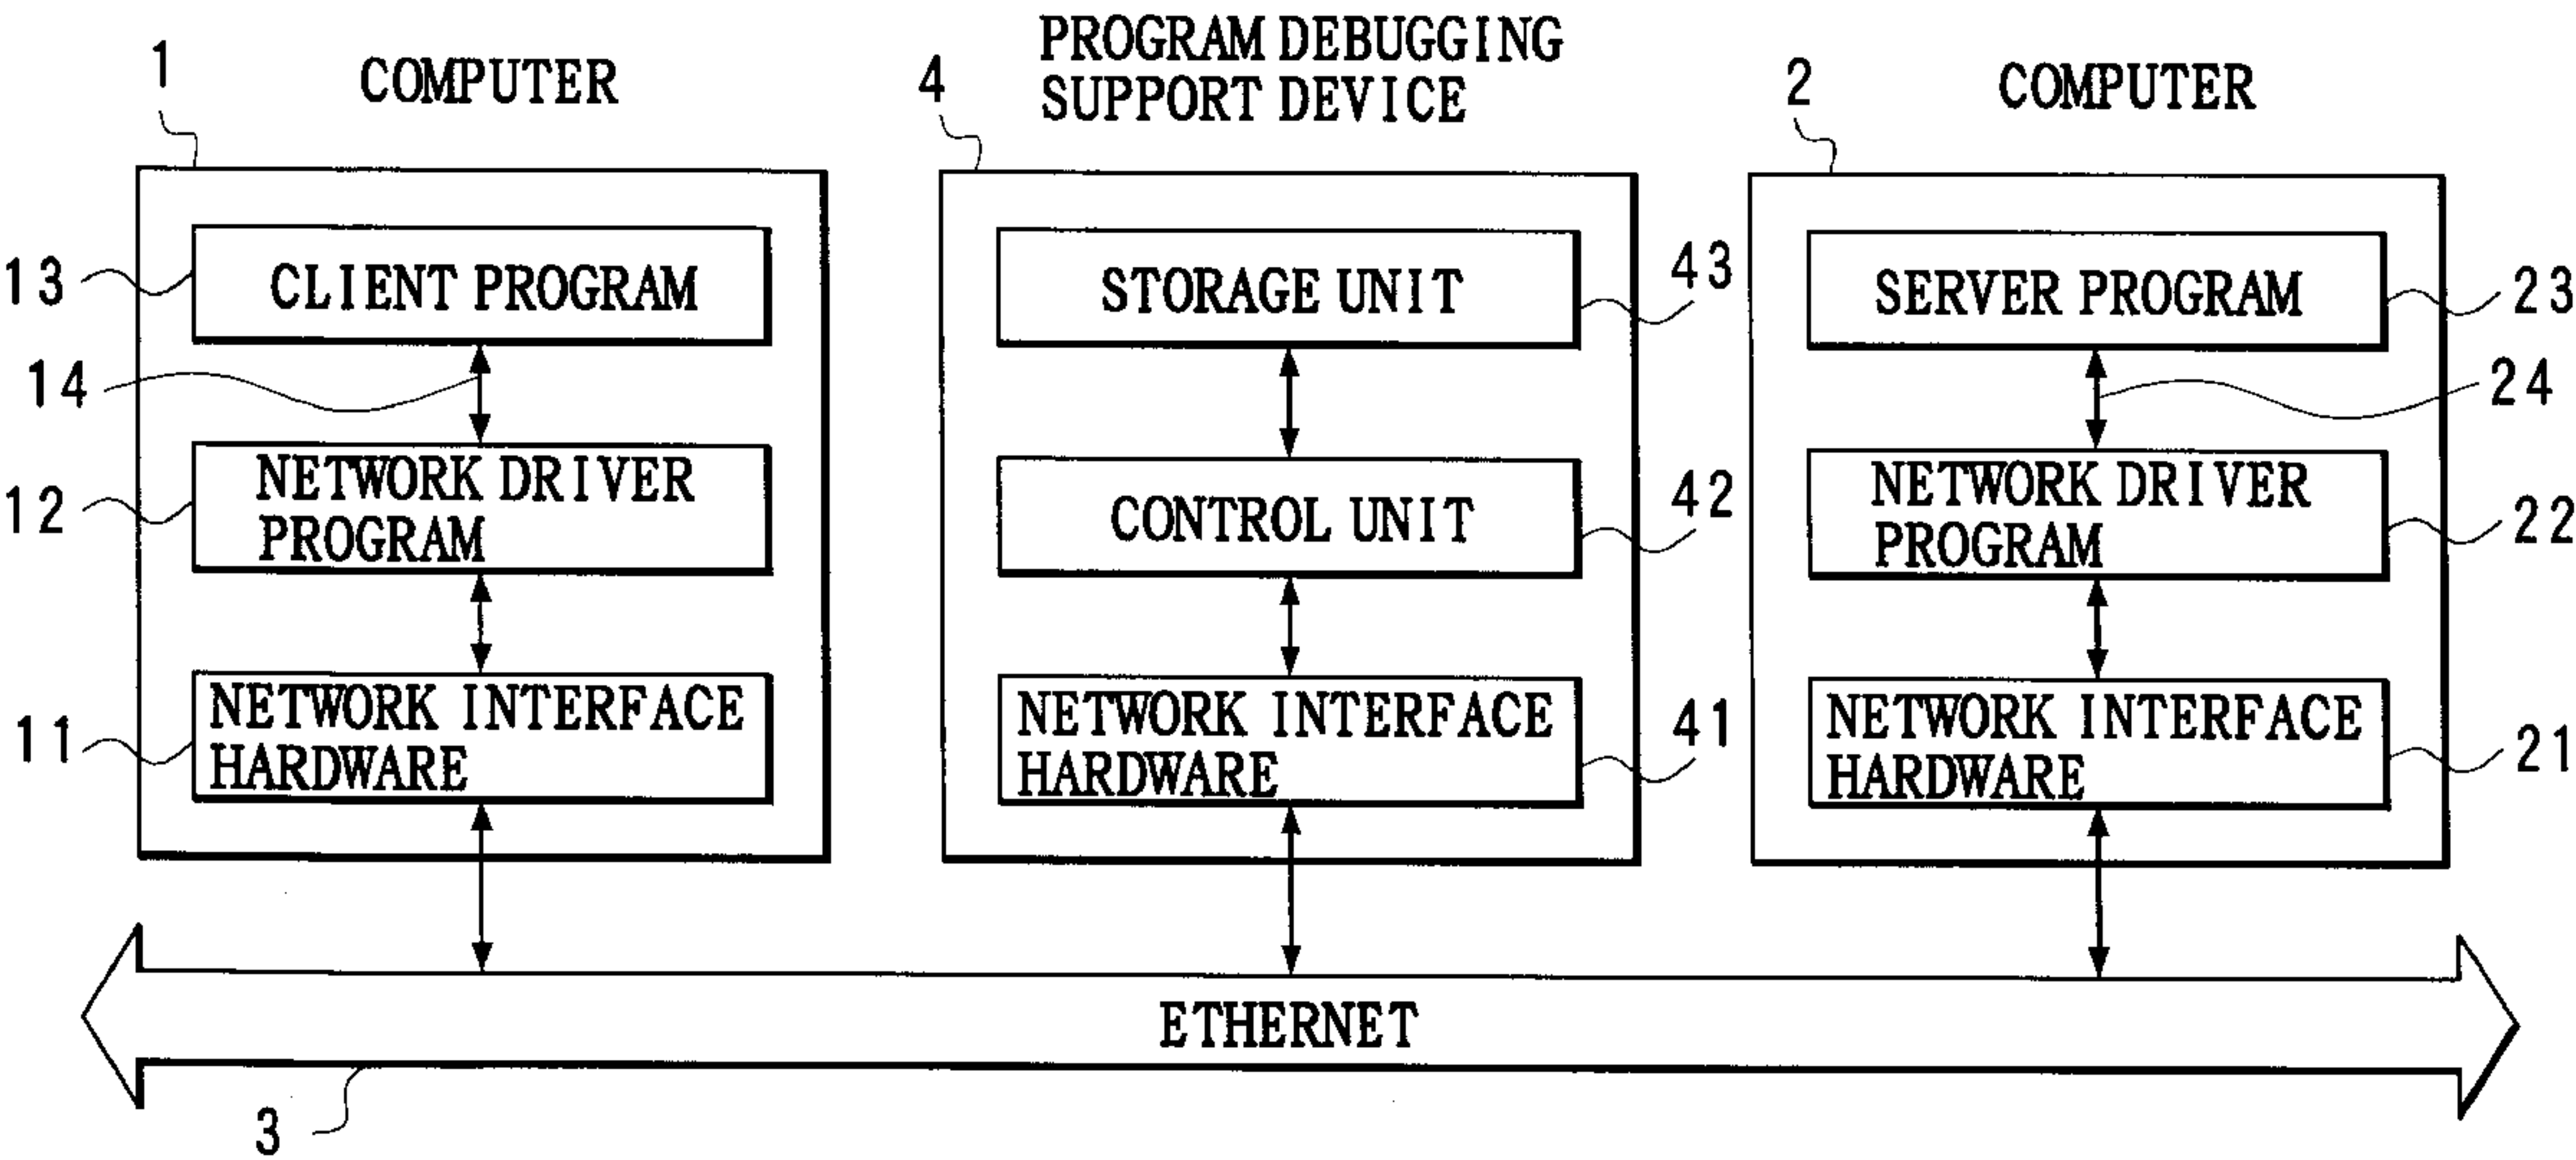 1
COMPUTER
4
PROGRAM DEBUGGING
SUPPORT DEVICE
2
COMPUTER
13
CLIENT PROGRAM
14
12
NETWORK DRIVER
PROGRAM
11
NETWORK INTERFACE
HARDWARE
STORAGE UNIT
43
CONTROL UNIT
42
NETWORK INTERFACE
HARDWARE
41
SERVER PROGRAM
23
24
NETWORK DRIVER
PROGRAM
22
NETWORK INTERFACE
HARDWARE
21
ETHERNET
3